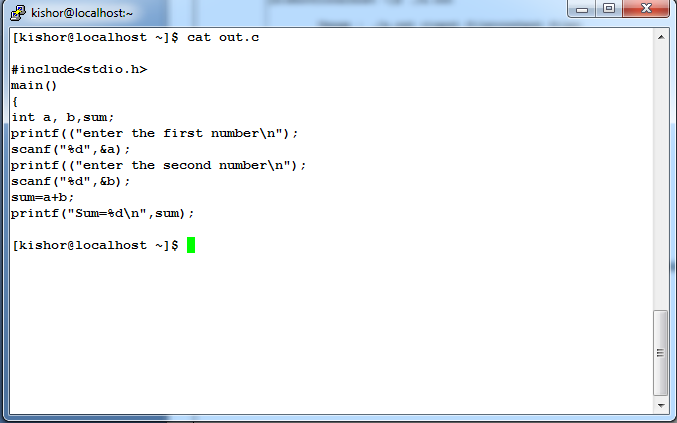 kishor@localhost:~
[kishor@localhost ~]$ cat out.c
#include<stdio.h>
main()
{
int a, b,sum;
printf(("enter the first number\n");
scanf("%d",&a);
printf(("enter the second number\n");
scanf("%d",&b);
sum=a+b;
printf("Sum=%d\n",sum);
[kishor@localhost ~]$